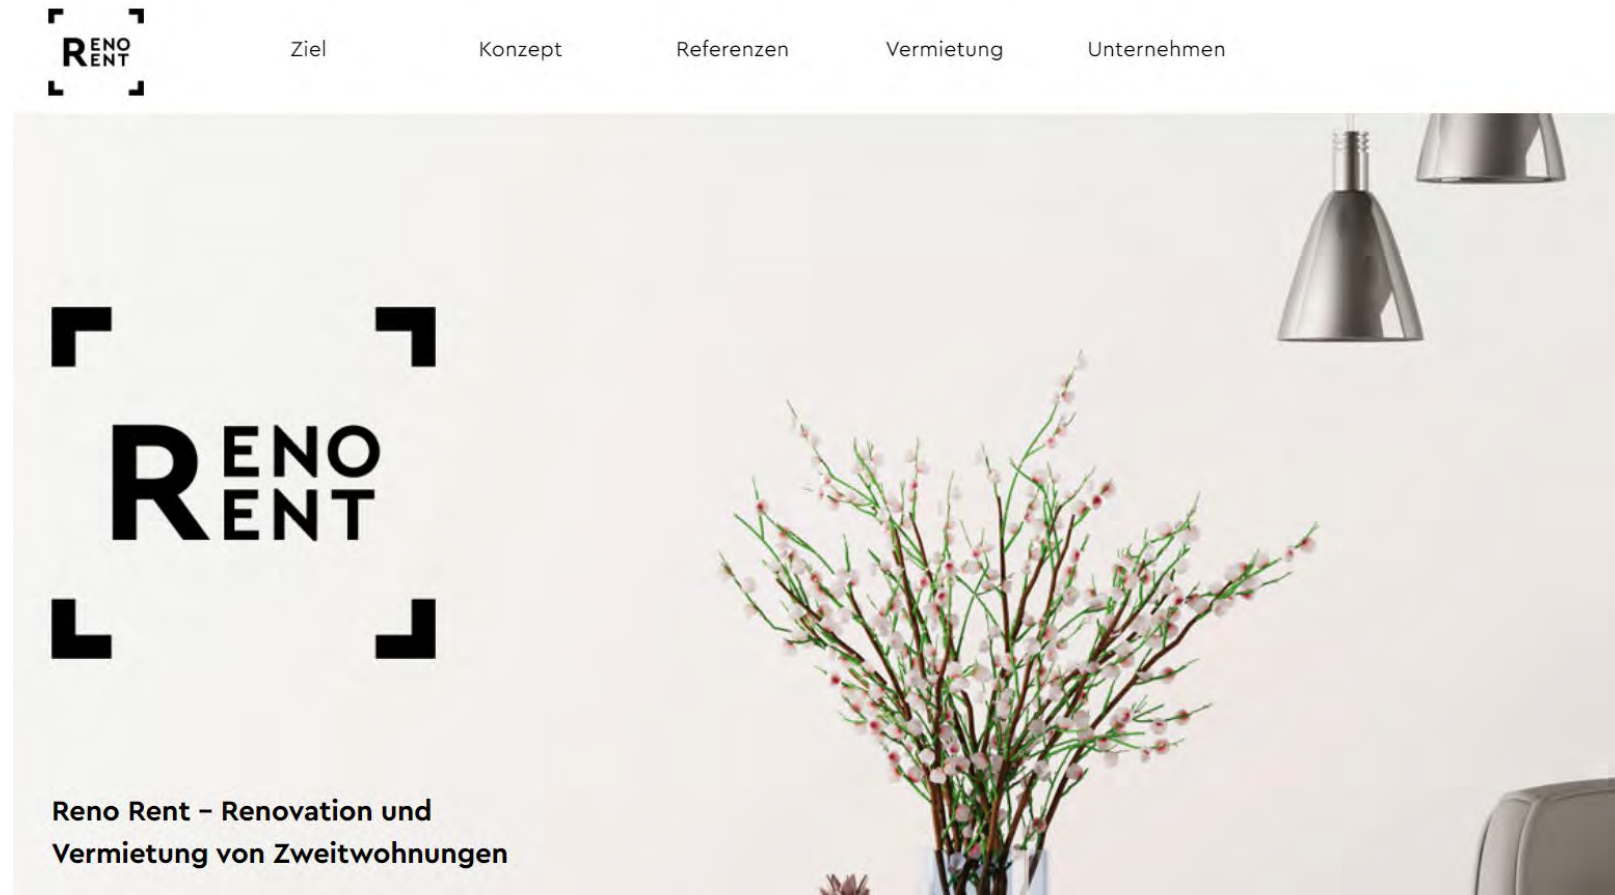 RENO
RENT
Ziel Konzept Referenzen Vermietung Unternehmen
RENO
RENT
Reno Rent – Renovation und
Vermietung von Zweitwohnungen